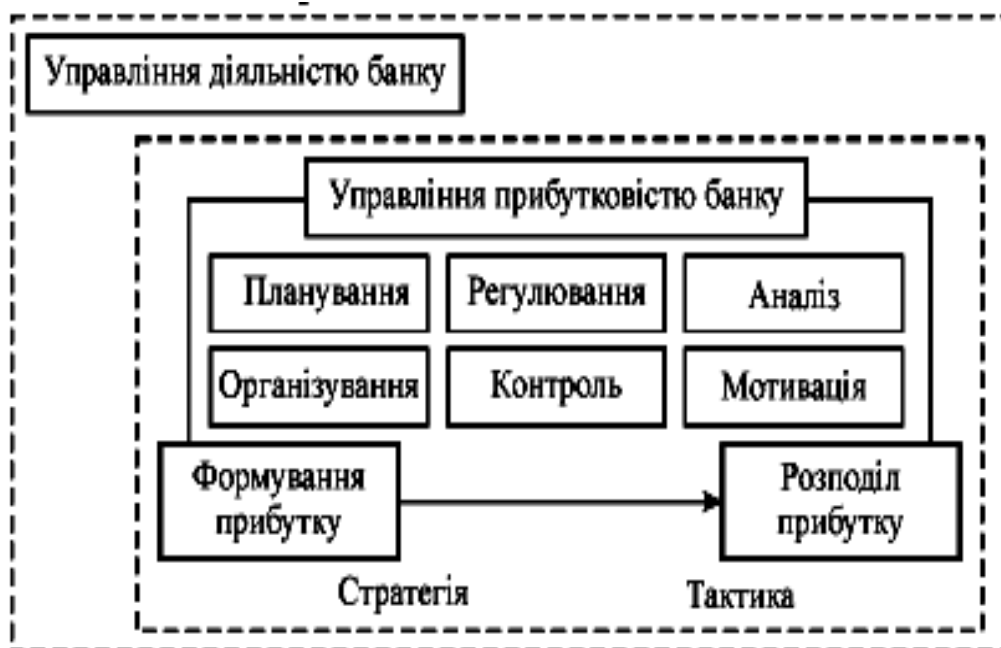 Управління діяльністю банку
Управління прибутковістю банку
Планування
Регулювання
Аналіз
Організування
Контроль
Мотивація
Формування
прибутку
Розподіл
прибутку
Стратегія
Тактика